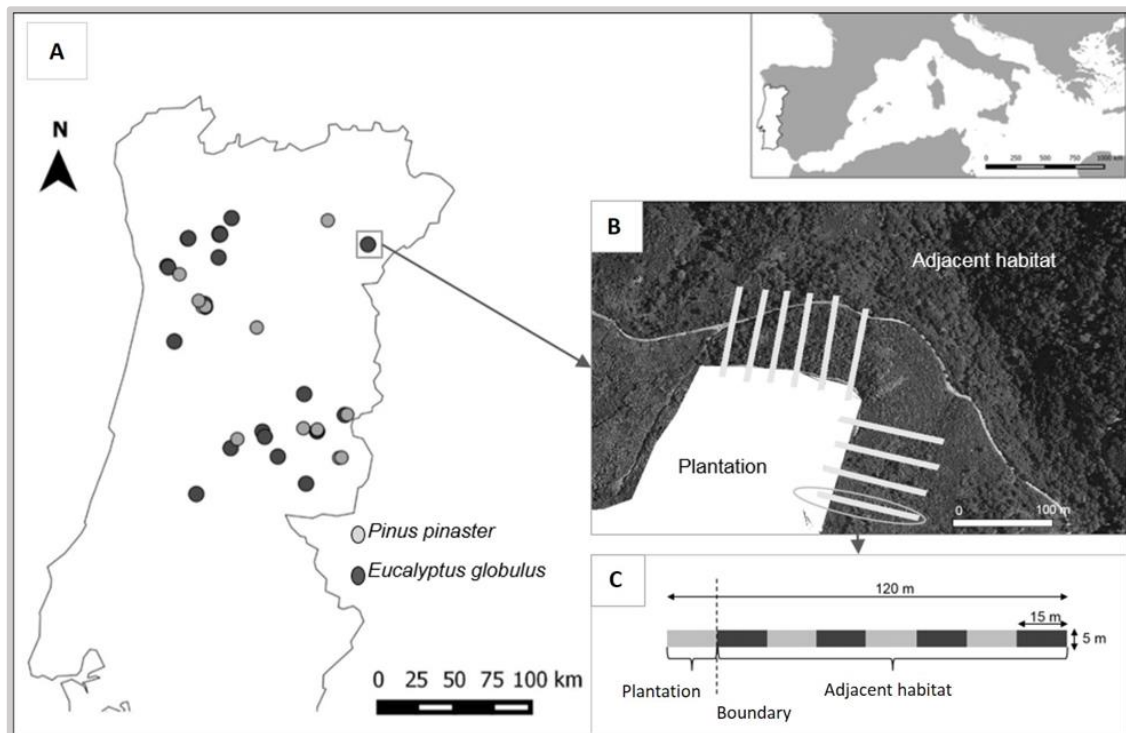 A
N
Pinus pinaster
Eucalyptus globulus
0 25 50 75 100 km
0 250 500 750 1000 km
B
Adjacent habitat
Plantation
0 100 m
C
120 m
15 m
5 m
Plantation
Adjacent habitat
Boundary